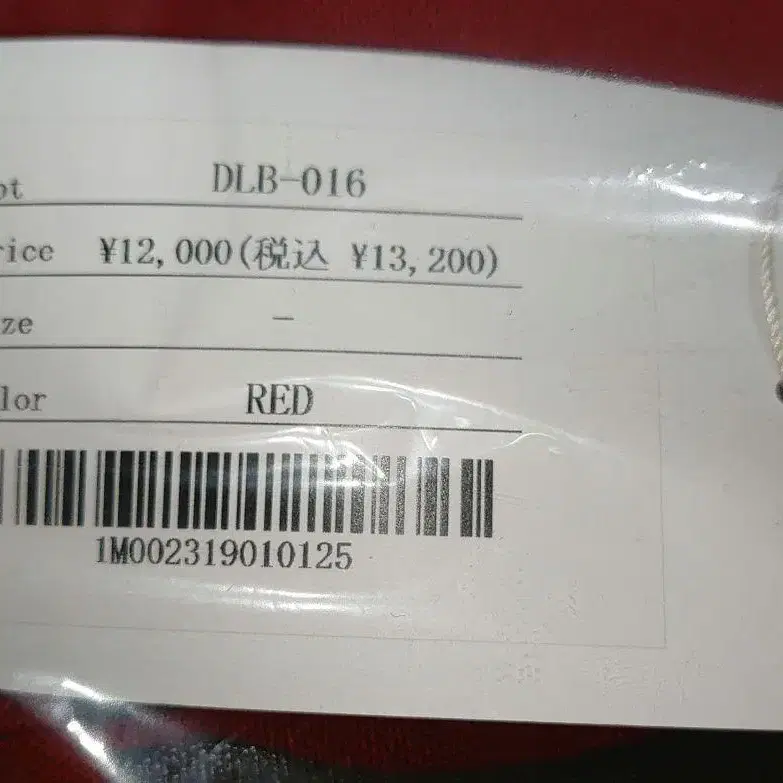 ot DLB-016
rice ¥12,000(税込 ¥13,200)
ze -
lor RED
1M002319010125